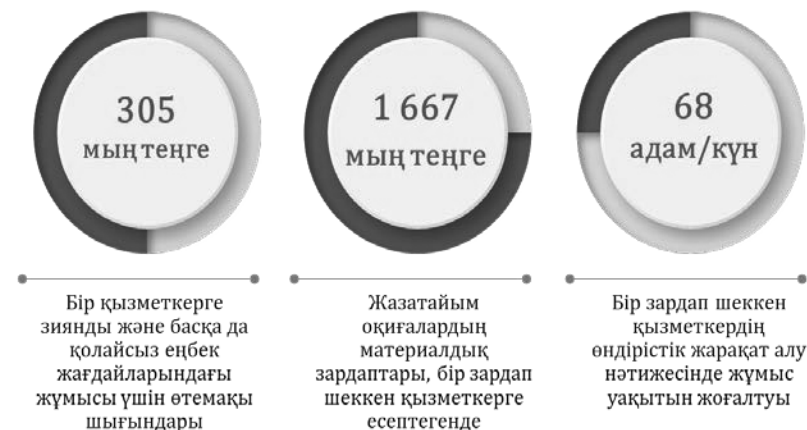 305
мың теңге
Бір қызметкерге
зиянды және басқа да
қолайсыз еңбек
жағдайларындағы
жұмысы үшін өтемақы
шығындары
1 667
мың теңге
Жазатайым
оқиғалардың
материалдық
зардаптары, бір зардап
шеккен қызметкерге
есептегенде
68
адам/күн
Бір зардап шеккен
қызметкердің
өндірістік жарақат алу
нәтижесінде жұмыс
уақытын жоғалтуы